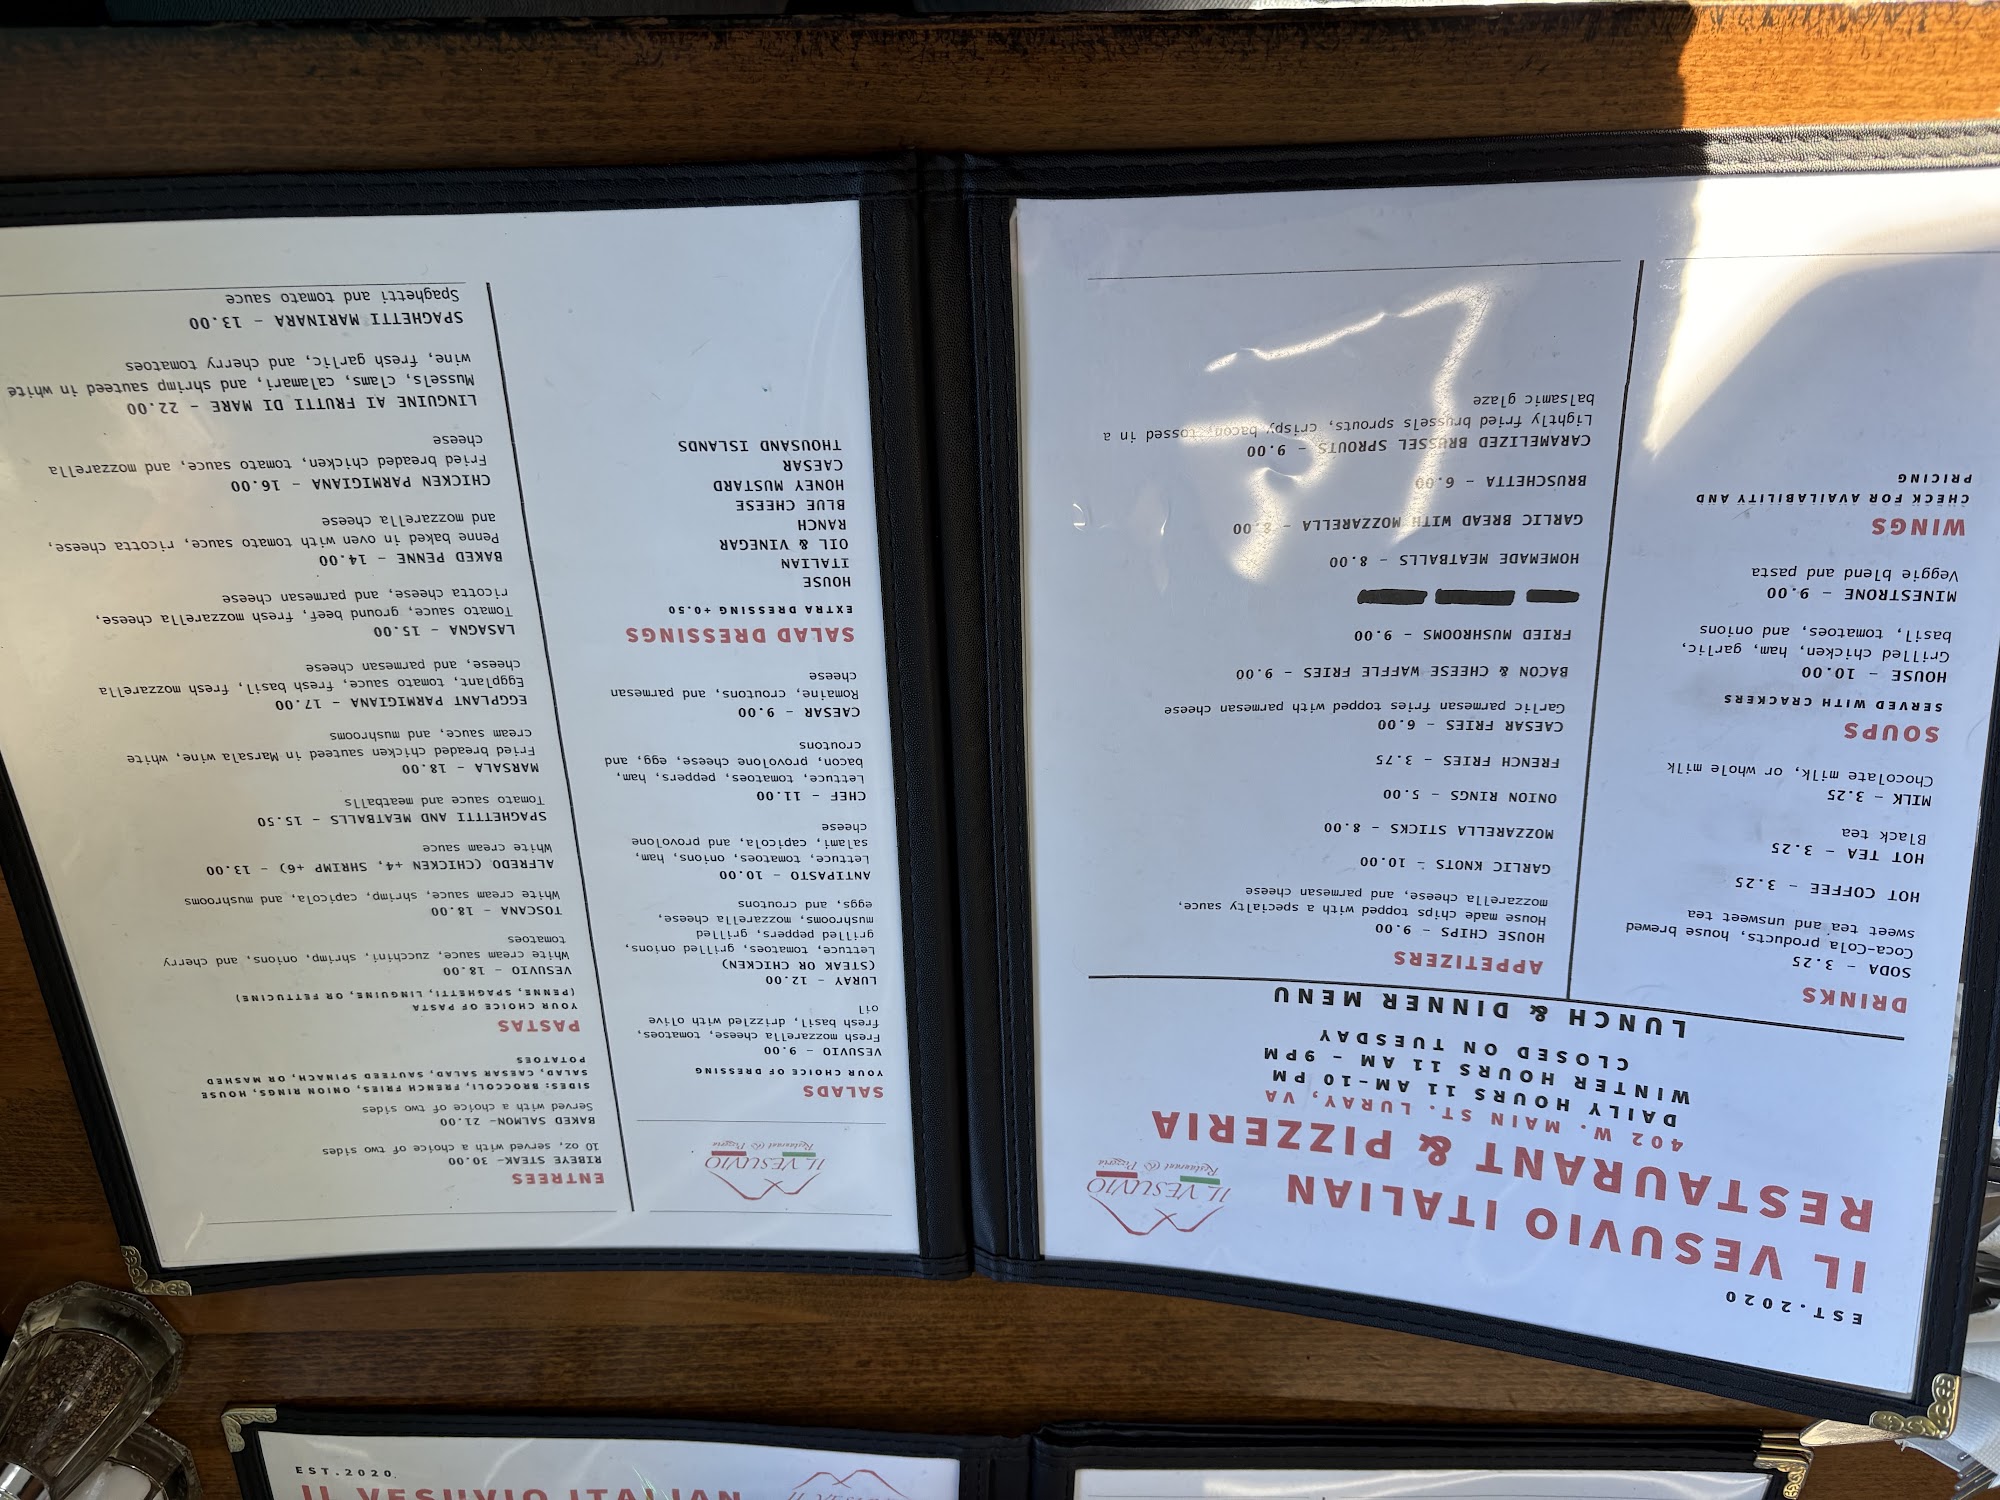 EST.2020
IL VESUVIO ITALIAN
RESTAURANT & PIZZERIA
402 W. MAIN ST. LURAY, VA
DAILY HOURS 11 AM-10 PM
WINTER HOURS 11 AM - 9PM
CLOSED ON TUESDAY
LUNCH & DINNER MENU
IL VESUVIO
Restaurant & Pizzeria
DRINKS
SODA - 3.25
Coca-Cola products, house brewed
sweet tea and unsweet tea
HOT COFFEE - 3.25
HOT TEA - 3.25
Black tea
MILK - 3.25
Chocolate milk, or whole milk
SOUPS
SERVED WITH CRACKERS
HOUSE - 10.00
Grilled chicken, ham, garlic,
basil, tomatoes, and onions
MINESTRONE - 9.00
Veggie blend and pasta
WINGS
CHECK FOR AVAILABILITY AND
PRICING
APPETIZERS
HOUSE CHIPS - 9.00
House made chips topped with a specialty sauce,
mozzarella cheese, and parmesan cheese
GARLIC KNOTS - 10.00
MOZZARELLA STICKS - 8.00
ONION RINGS - 5.00
FRENCH FRIES - 3.75
CAESAR FRIES - 6.00
Garlic parmesan fries topped with parmesan cheese
BACON & CHEESE WAFFLE FRIES - 9.00
FRIED MUSHROOMS - 9.00
HOMEMADE MEATBALLS - 8.00
GARLIC BREAD WITH MOZZARELLA - 8.00
BRUSCHETTA - 6.00
CARAMELIZED BRUSSEL SPROUTS - 9.00
Lightly fried brussels sprouts, crispy bacon, tossed in a
balsamic glaze
IL VESUVIO
Restaurant & Pizzeria
SALADS
YOUR CHOICE OF DRESSING
VESUVIO - 9.00
Fresh mozzarella cheese, tomatoes,
fresh basil, drizzled with olive
oil
LURAY - 12.00
(STEAK OR CHICKEN)
Lettuce, tomatoes, grilled onions,
grilled peppers, grilled
mushrooms, mozzarella cheese,
eggs, and croutons
ANTIPASTO - 10.00
Lettuce, tomatoes, onions, ham,
salami, capicola, and provolone
cheese
CHEF - 11.00
Lettuce, tomatoes, peppers, ham,
bacon, provolone cheese, egg, and
croutons
CAESAR - 9.00
Romaine, croutons, and parmesan
cheese
SALAD DRESSINGS
EXTRA DRESSING +0.50
HOUSE
ITALIAN
OIL & VINEGAR
RANCH
BLUE CHEESE
HONEY MUSTARD
CAESAR
THOUSAND ISLANDS
ENTREES
RIBEYE STEAK- 30.00
10 oz, served with a choice of two sides
BAKED SALMON- 21.00
Served with a choice of two sides
SIDES: BROCCOLI, FRENCH FRIES, ONION RINGS, HOUSE
SALAD, CAESAR SALAD, SAUTEED SPINACH, OR MASHED
POTATOES
PASTAS
YOUR CHOICE OF PASTA
(PENNE, SPAGHETTI, LINGUINE, OR FETTUCINE)
VESUVIO - 18.00
White cream sauce, zucchini, shrimp, onions, and cherry
tomatoes
TOSCANO - 18.00
White cream sauce, shrimp, capicola, and mushrooms
ALFREDO (CHICKEN +4, SHRIMP +6) - 13.00
White cream sauce
SPAGHETTI AND MEATBALLS - 15.50
Tomato sauce and meatballs
MARSALA - 18.00
Fried breaded chicken sauteed in Marsala wine, white
cream sauce, and mushrooms
EGGPLANT PARMIGIANA - 17.00
Eggplant, tomato sauce, fresh basil, fresh mozzarella
cheese, and parmesan cheese
LASAGNA - 15.00
Tomato sauce, ground beef, fresh mozzarella cheese,
ricotta cheese, and parmesan cheese
BAKED PENNE - 14.00
Penne baked in oven with tomato sauce, ricotta cheese,
and mozzarella cheese
CHICKEN PARMIGIANA - 16.00
Fried breaded chicken, tomato sauce, and mozzarella
cheese
LINGUINE AI FRUTTI DI MARE - 22.00
Mussels, clams, calamari, and shrimp sauteed in white
wine, fresh garlic, and cherry tomatoes
SPAGHETTI MARINARA - 13.00
Spaghetti and tomato sauce
EST.2020
IL VESUVIO ITALIAN